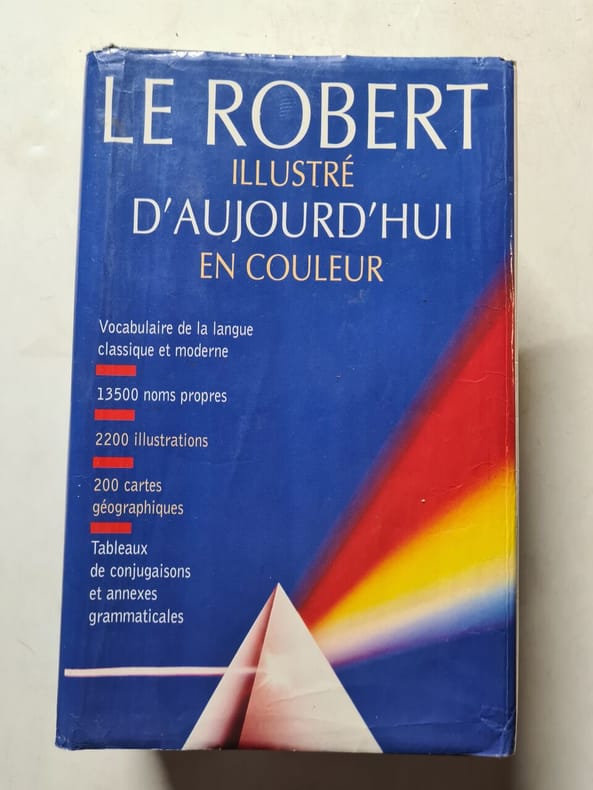 LE ROBERT
ILLUSTRÉ
D'AUJOURD'HUI
EN COULEUR
Vocabulaire de la langue
classique et moderne
13500 noms propres
2200 illustrations
200 cartes
géographiques
Tableaux
de conjugaisons
et annexes
grammaticales